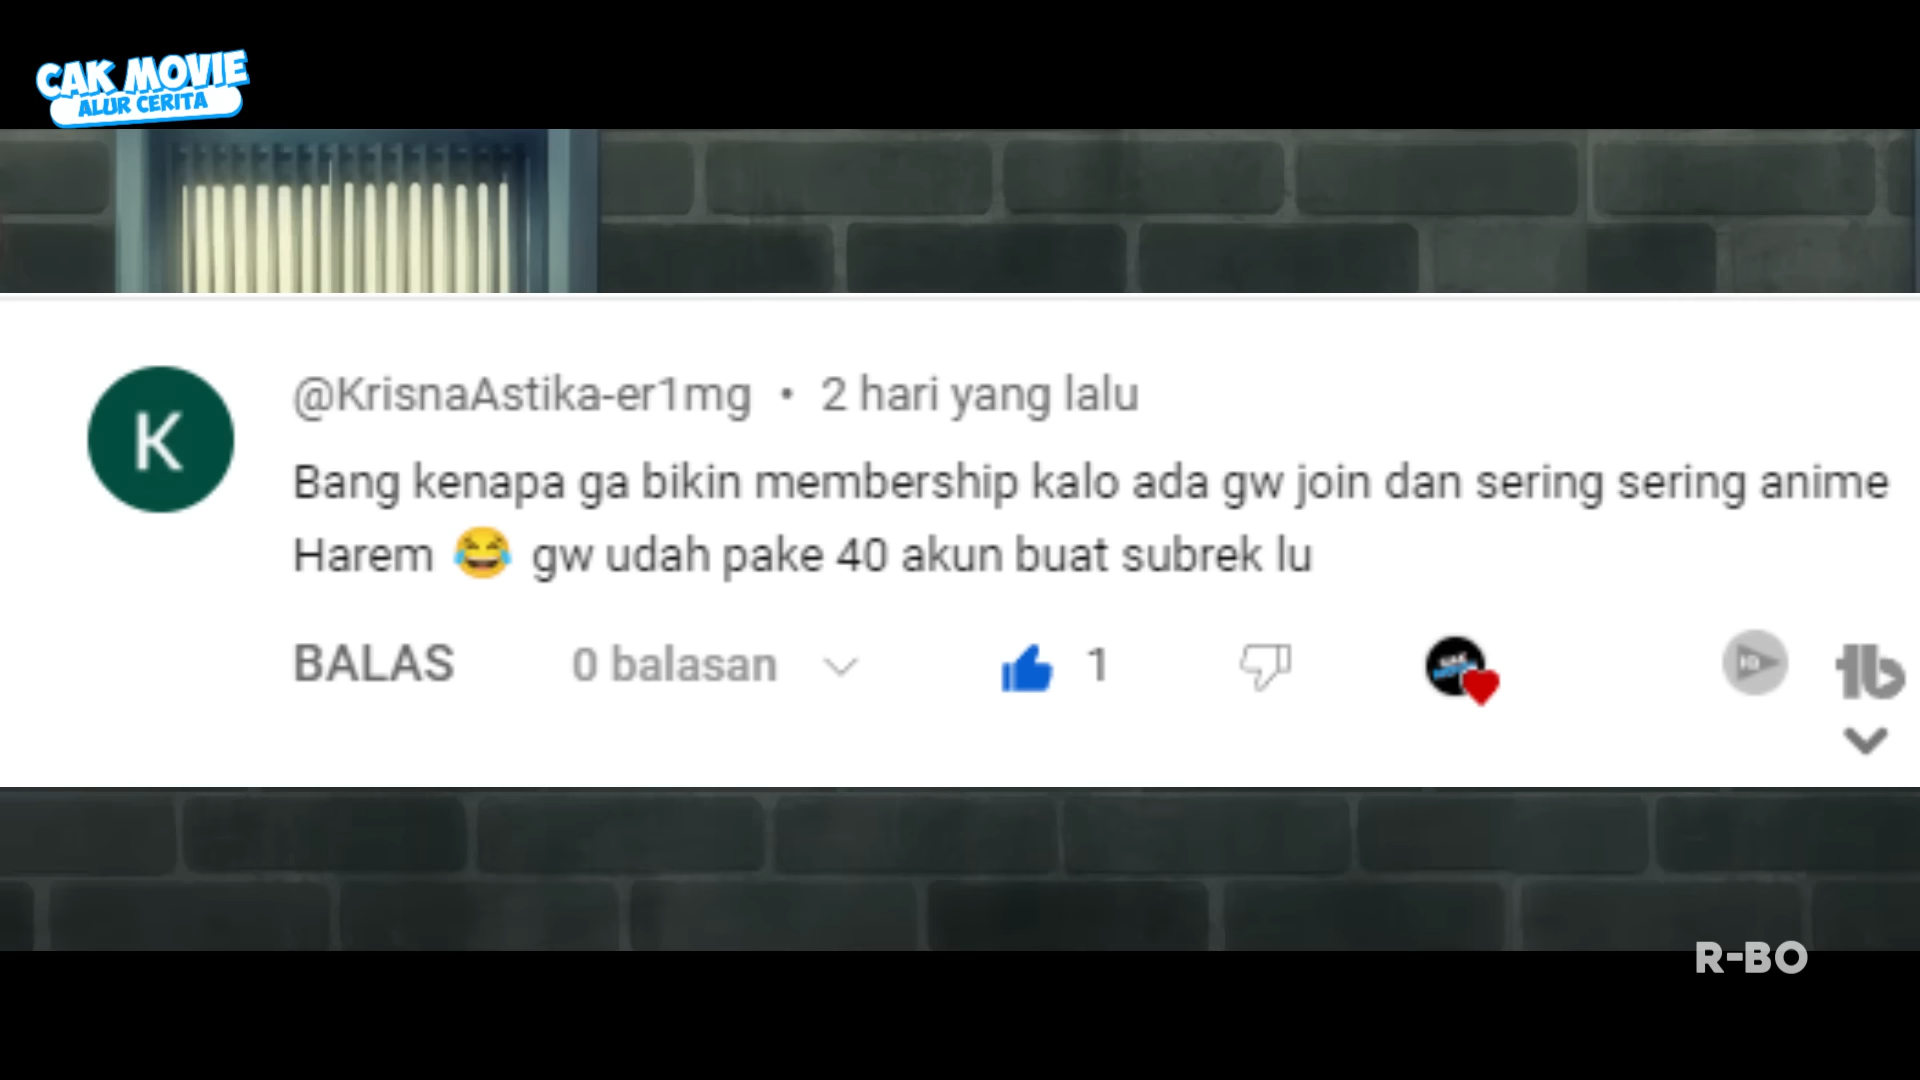 CAK MOVIE
ALUR CERITA
K
@KrisnaAstika-er1mg • 2 hari yang lalu
Bang kenapa ga bikin membership kalo ada gw join dan sering sering anime
Harem 😂 gw udah pake 40 akun buat subrek lu
BALAS 0 balasan 1
R-BO